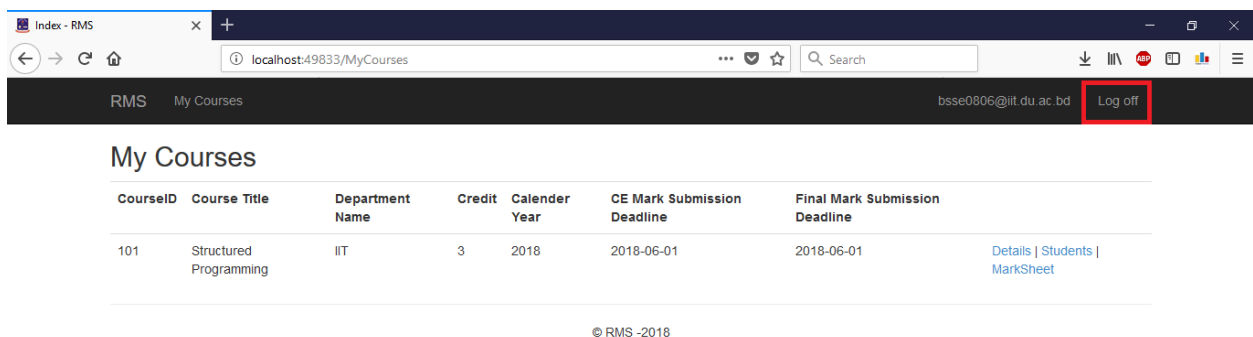 Index - RMS
localhost:49833/MyCourses
Search
ABP
RMS My Courses bsse0806@iit.du.ac.bd Log off
My Courses
CourseID Course Title Department Name Credit Calender Year CE Mark Submission Deadline Final Mark Submission Deadline
101 Structured Programming IIT 3 2018 2018-06-01 2018-06-01 Details | Students | MarkSheet
© RMS -2018